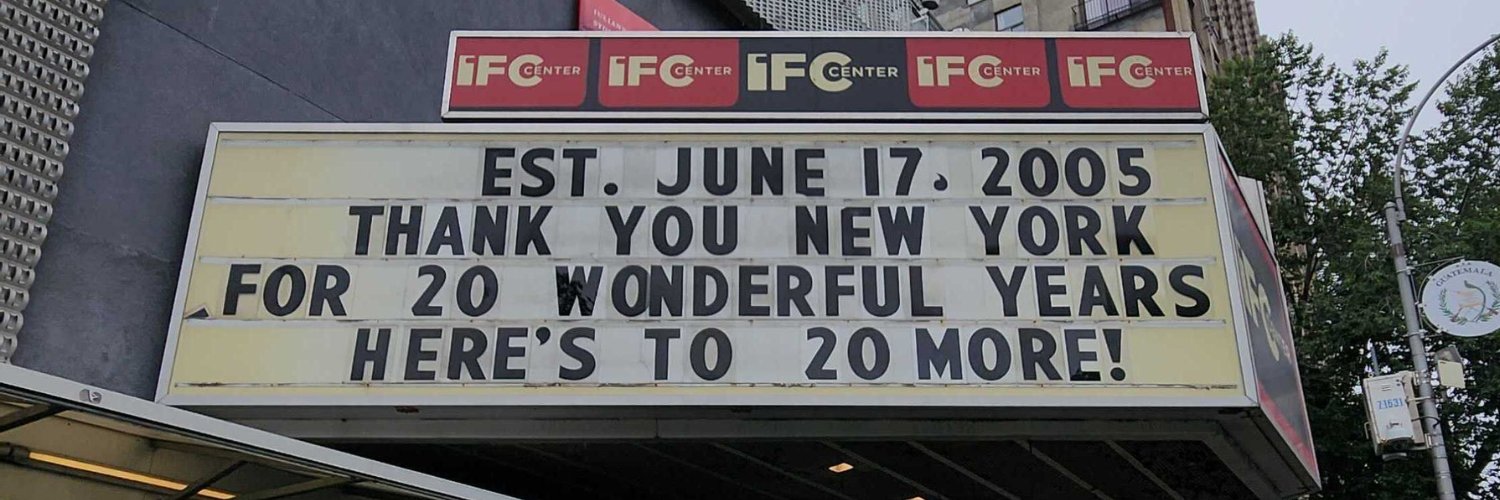 IFC CENTER IFC CENTER IFC CENTER IFC CENTER IFC CENTER
EST. JUNE 17, 2005
THANK YOU NEW YORK
FOR 20 WONDERFUL YEARS
HERE'S TO 20 MORE!
GUATEMALA
71531